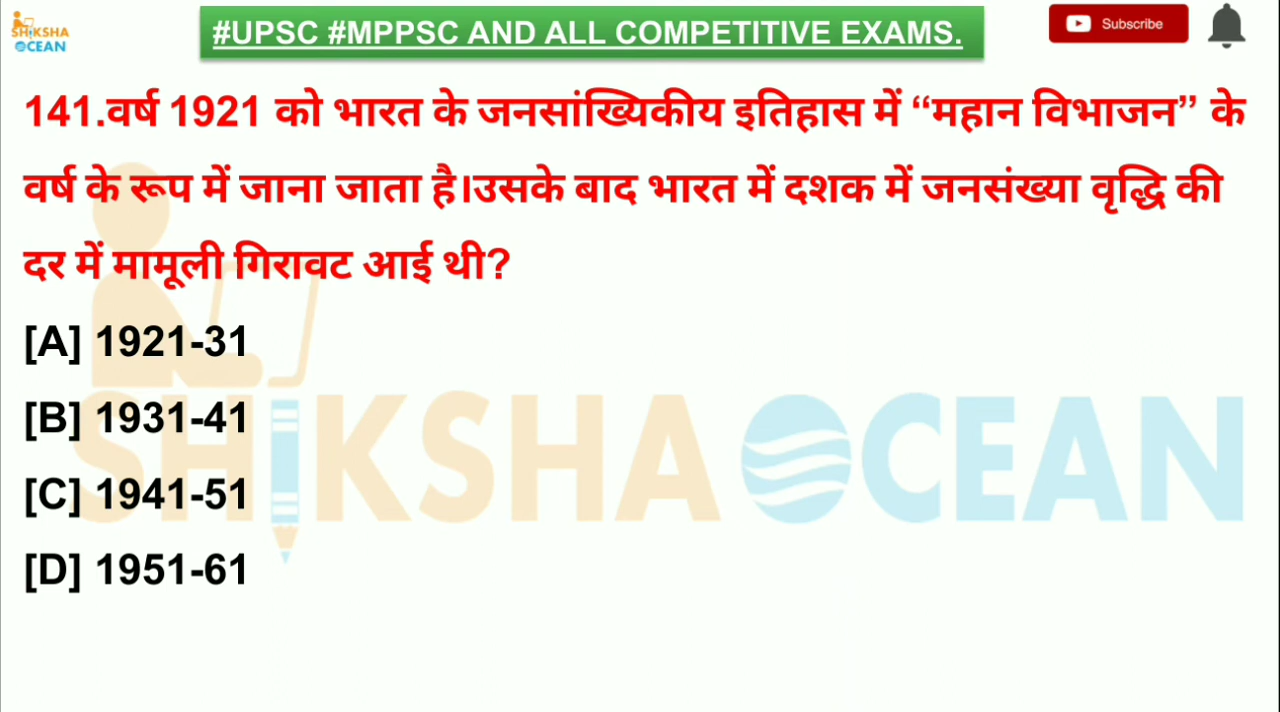 SHIKSHA
OCEAN
#UPSC #MPPSC AND ALL COMPETITIVE EXAMS.
Subscribe
141.वर्ष 1921 को भारत के जनसांख्यिकीय इतिहास में “महान विभाजन” के
वर्ष के रूप में जाना जाता है।उसके बाद भारत में दशक में जनसंख्या वृद्धि की
दर में मामूली गिरावट आई थी?
[A] 1921-31
[B] 1931-41
[C] 1941-51
[D] 1951-61
SHIKSHA OCEAN